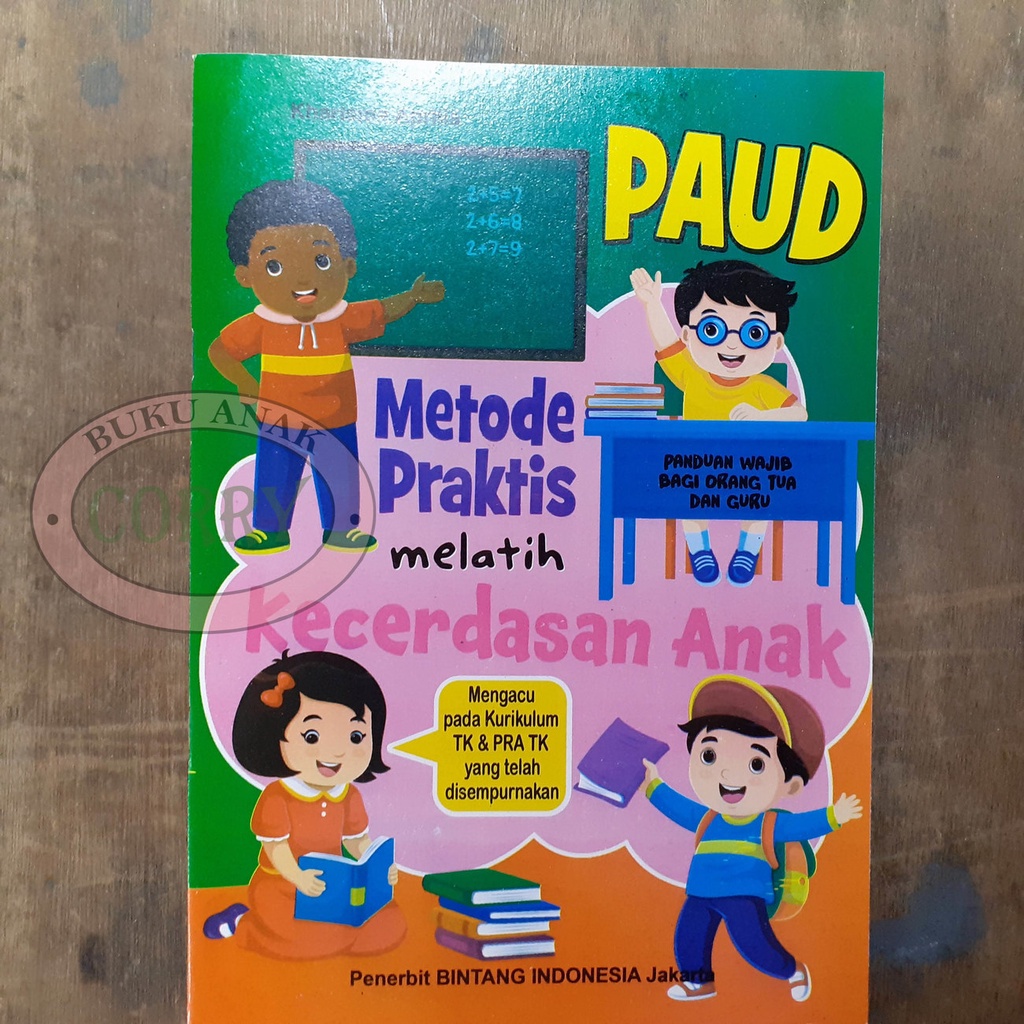 PAUD
2+5=7
2+6=8
2+7=9
Metode
Praktis
melatih
Kecerdasan Anak
PANDUAN WAJIB
BAGI ORANG TUA
DAN GURU
Mengacu
pada Kurikulum
TK & PRA TK
yang telah
disempurnakan
Penerbit BINTANG INDONESIA Jakarta
BUKU ANAK
CORRY